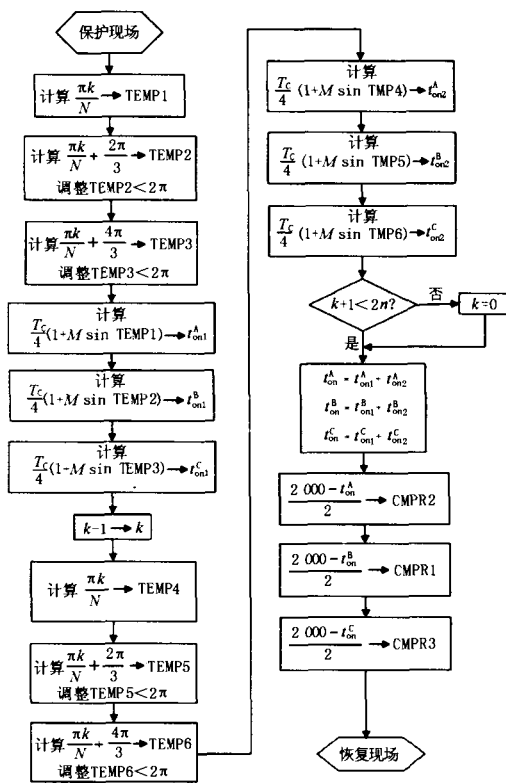 保护现场
计算 πk/N → TEMP1
计算 πk/N + 2π/3 → TEMP2
调整TEMP2<2π
计算 πk/N + 4π/3 → TEMP3
调整TEMP3<2π
计算
Tc/4 (1+M sin TEMP1) → t_on1^A
计算
Tc/4 (1+M sin TEMP2) → t_on1^B
计算
Tc/4 (1-M sin TEMP3) → t_on1^C
k-1 → k
计算 πk/N → TEMP4
计算 πk/N + 2π/3 → TEMP5
调整TEMP5<2π
计算 πk/N + 4π/3 → TEMP6
调整TEMP6<2π
计算
Tc/4 (1+M sin TMP4) → t_on2^A
计算
Tc/4 (1+M sin TMP5) → t_on2^B
计算
Tc/4 (1+M sin TMP6) → t_on2^C
k+1<2n?
否
k=0
是
t_on^A = t_on1^A + t_on2^A
t_on^B = t_on1^B + t_on2^B
t_on^C = t_on1^C + t_on2^C
(2 000 - t_on^A)/2 → CMPR2
(2 000 - t_on^B)/2 → CMPR1
(2 000 - t_on^C)/2 → CMPR3
恢复现场